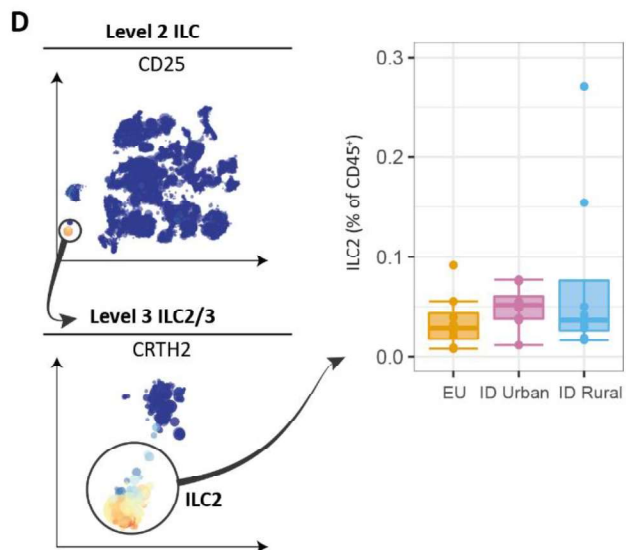 D
Level 2 ILC
CD25
Level 3 ILC2/3
CRTH2
ILC2
ILC2 (% of CD45⁺)
0.3
0.2
0.1
0.0
EU ID Urban ID Rural